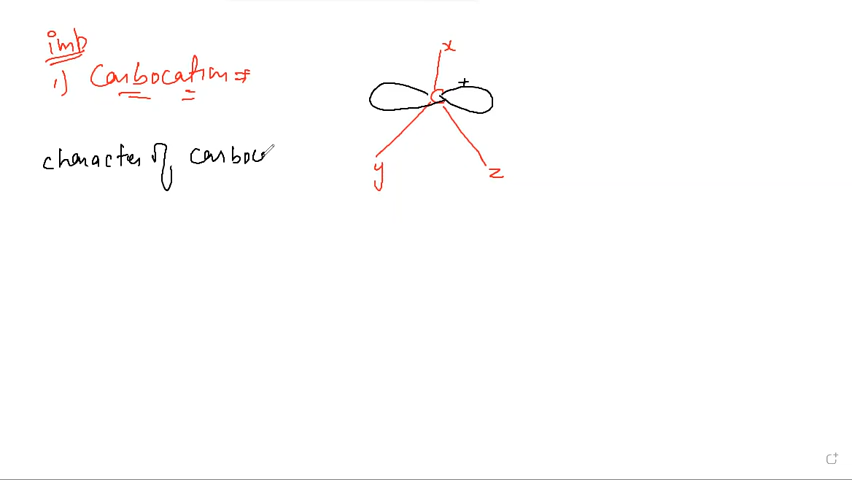 imp
1) Carbocation ⇒
character of carboc
x
+
C
y
z